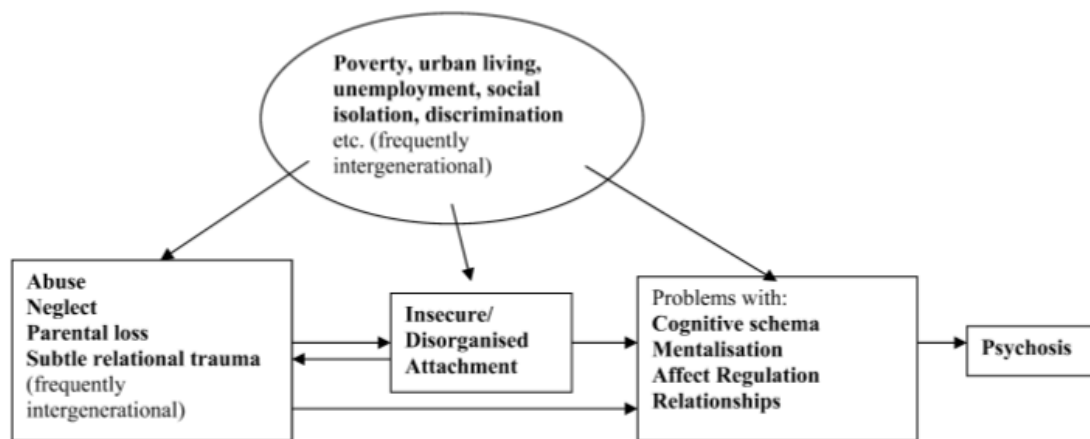 Poverty, urban living,
unemployment, social
isolation, discrimination
etc. (frequently
intergenerational)
Abuse
Neglect
Parental loss
Subtle relational trauma
(frequently
intergenerational)
Insecure/
Disorganised
Attachment
Problems with:
Cognitive schema
Mentalisation
Affect Regulation
Relationships
Psychosis